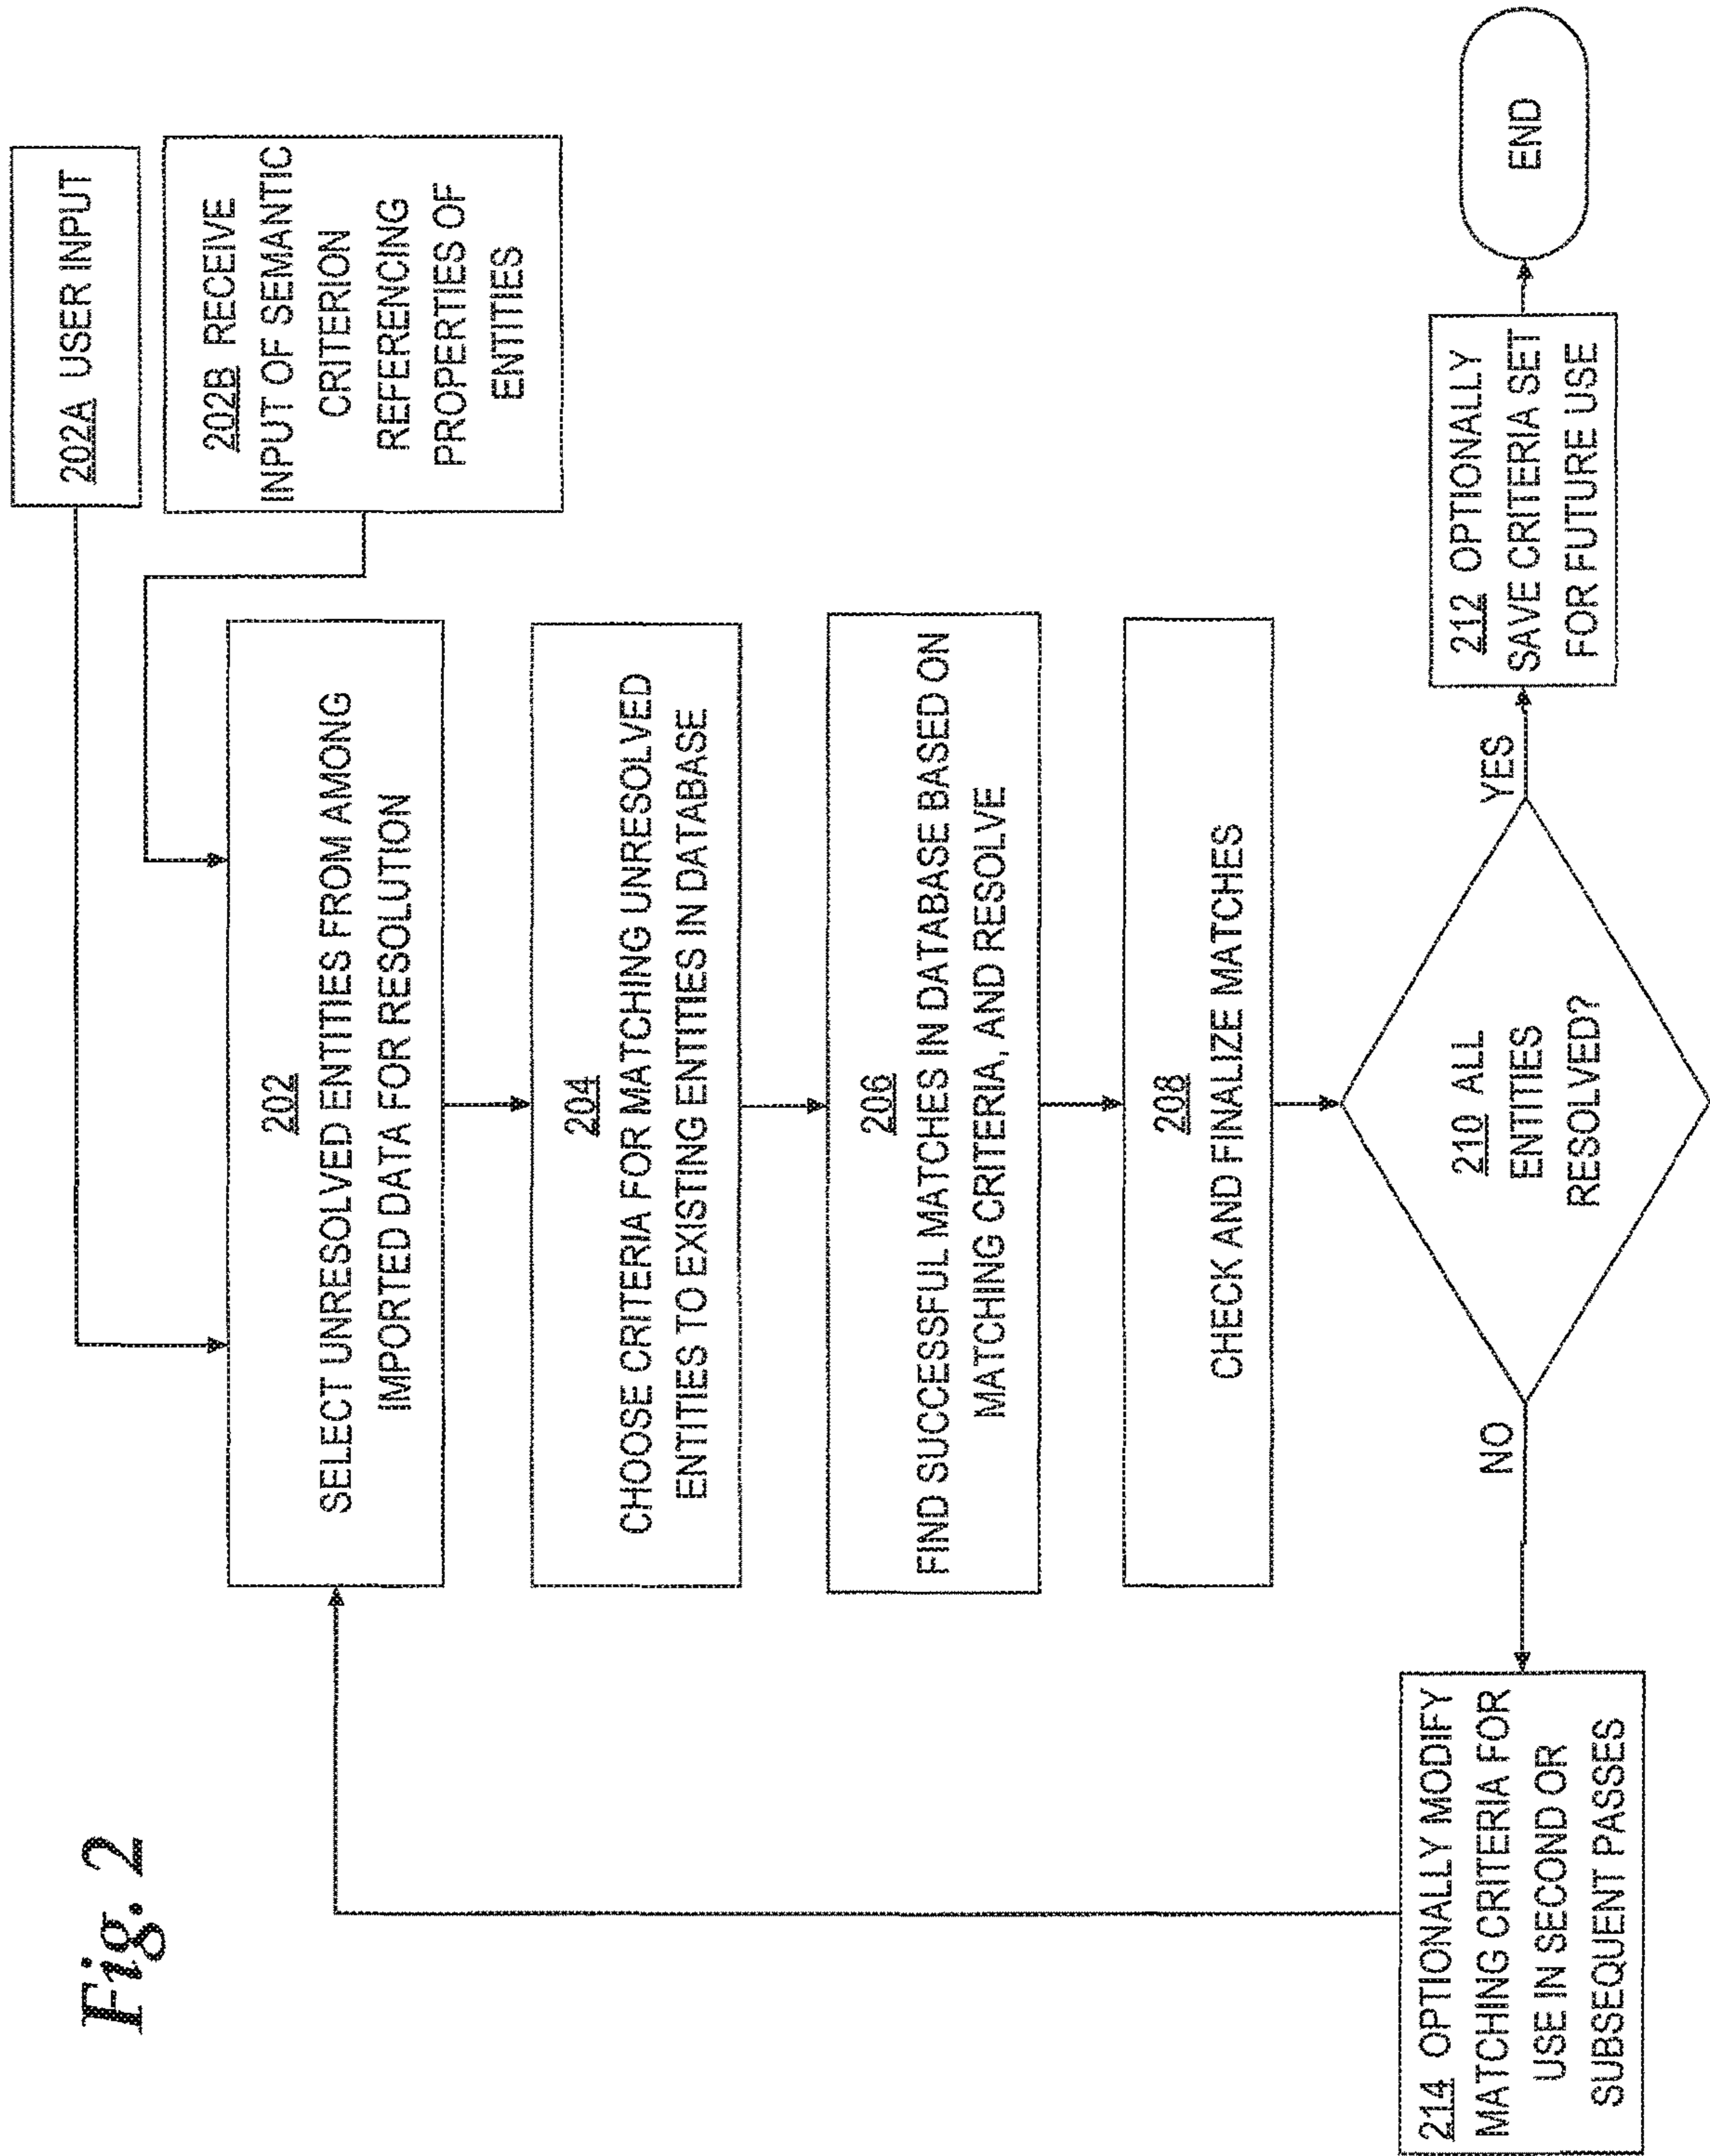 Fig. 2
202A USER INPUT
202B RECEIVE
INPUT OF SEMANTIC
CRITERION
REFERENCING
PROPERTIES OF
ENTITIES
202
SELECT UNRESOLVED ENTITIES FROM AMONG
IMPORTED DATA FOR RESOLUTION
204
CHOOSE CRITERIA FOR MATCHING UNRESOLVED
ENTITIES TO EXISTING ENTITIES IN DATABASE
206
FIND SUCCESSFUL MATCHES IN DATABASE BASED ON
MATCHING CRITERIA, AND RESOLVE
208
CHECK AND FINALIZE MATCHES
210 ALL
ENTITIES
RESOLVED?
NO
YES
214 OPTIONALLY MODIFY
MATCHING CRITERIA FOR
USE IN SECOND OR
SUBSEQUENT PASSES
212 OPTIONALLY
SAVE CRITERIA SET
FOR FUTURE USE
END